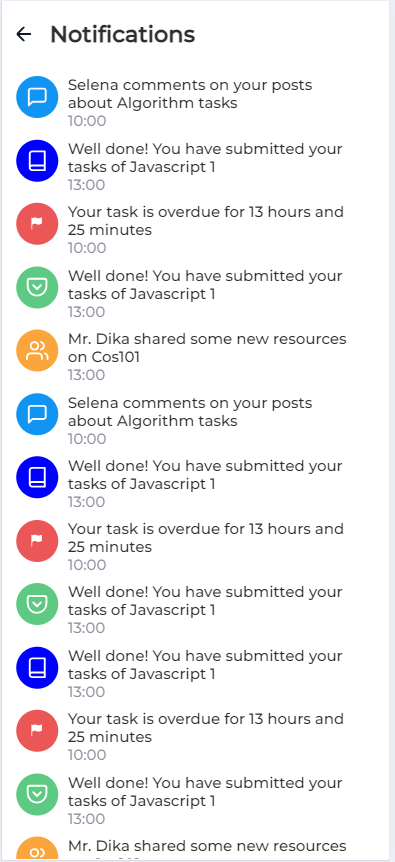 Notifications
Selena comments on your posts
about Algorithm tasks
10:00
Well done! You have submitted your
tasks of Javascript 1
13:00
Your task is overdue for 13 hours and
25 minutes
10:00
Well done! You have submitted your
tasks of Javascript 1
13:00
Mr. Dika shared some new resources
on Cos101
13:00
Selena comments on your posts
about Algorithm tasks
10:00
Well done! You have submitted your
tasks of Javascript 1
13:00
Your task is overdue for 13 hours and
25 minutes
10:00
Well done! You have submitted your
tasks of Javascript 1
13:00
Well done! You have submitted your
tasks of Javascript 1
13:00
Your task is overdue for 13 hours and
25 minutes
10:00
Well done! You have submitted your
tasks of Javascript 1
13:00
Mr. Dika shared some new resources